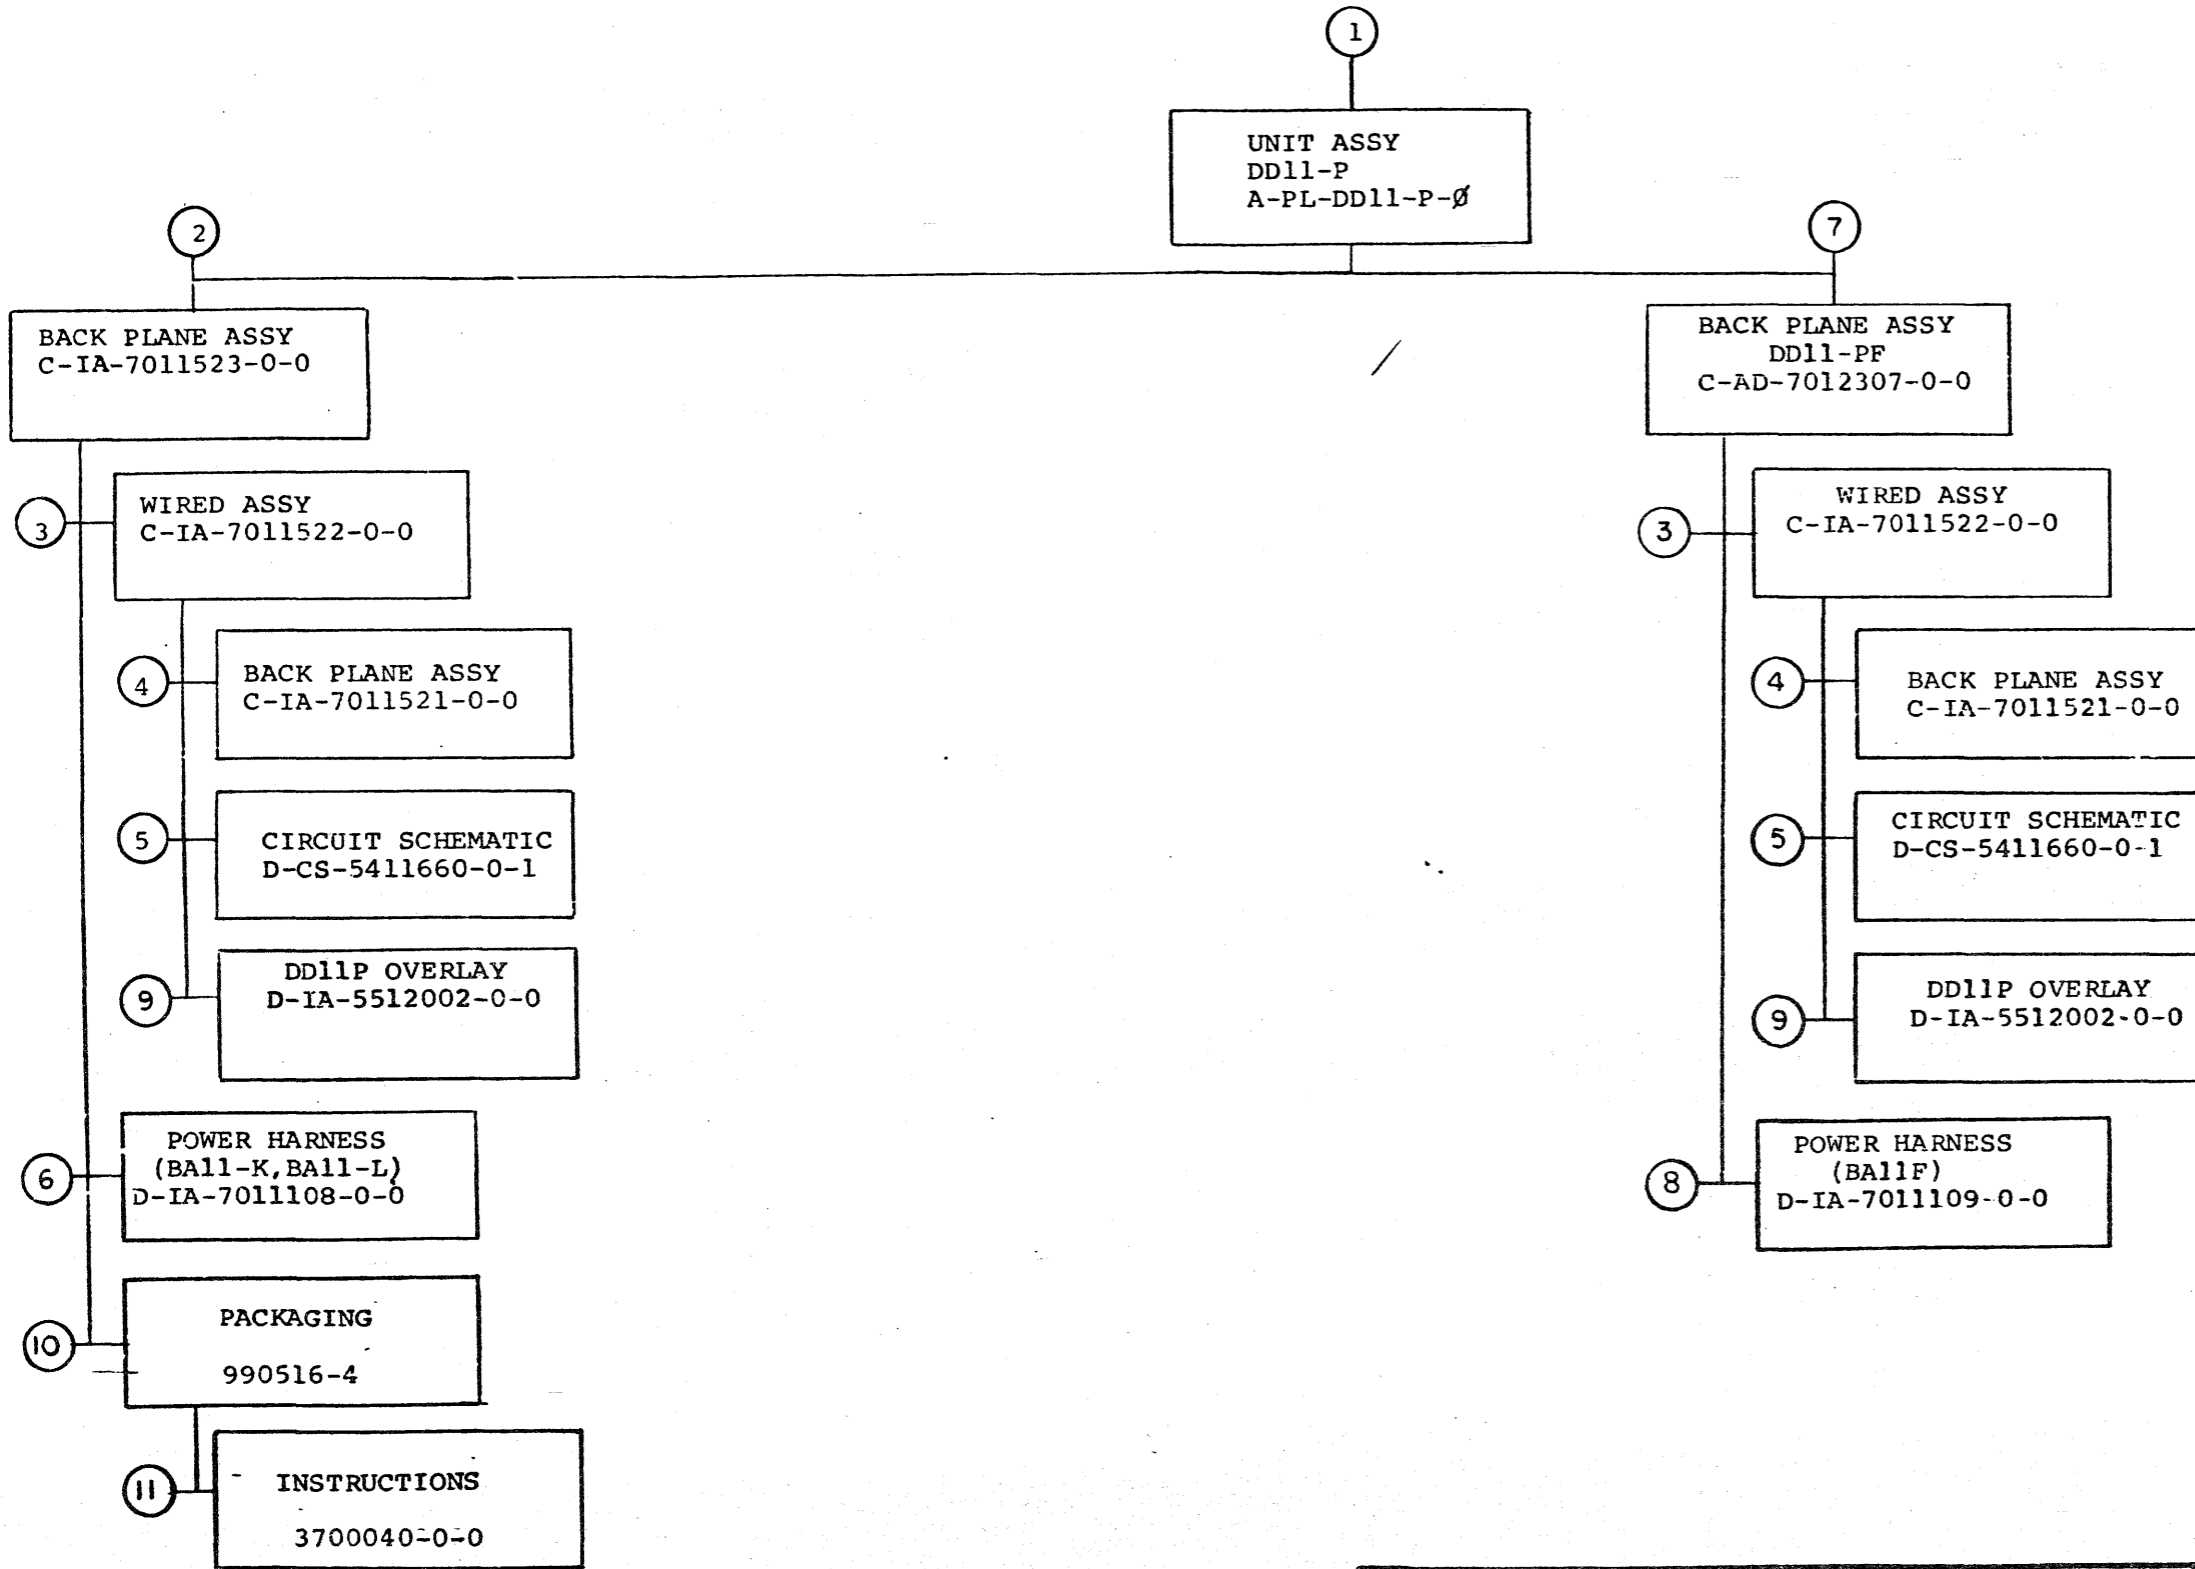 1
UNIT ASSY
DD11-P
A-PL-DD11-P-Ø
2
BACK PLANE ASSY
C-IA-7011523-0-0
3
WIRED ASSY
C-IA-7011522-0-0
4
BACK PLANE ASSY
C-IA-7011521-0-0
5
CIRCUIT SCHEMATIC
D-CS-5411660-0-1
9
DD11P OVERLAY
D-IA-5512002-0-0
6
POWER HARNESS
(BA11-K,BA11-L)
D-IA-7011108-0-0
10
PACKAGING
990516-4
11
INSTRUCTIONS
3700040-0-0
7
BACK PLANE ASSY
DD11-PF
C-AD-7012307-0-0
3
WIRED ASSY
C-IA-7011522-0-0
4
BACK PLANE ASSY
C-IA-7011521-0-0
5
CIRCUIT SCHEMATIC
D-CS-5411660-0-1
9
DD11P OVERLAY
D-IA-5512002-0-0
8
POWER HARNESS
(BA11F)
D-IA-7011109-0-0